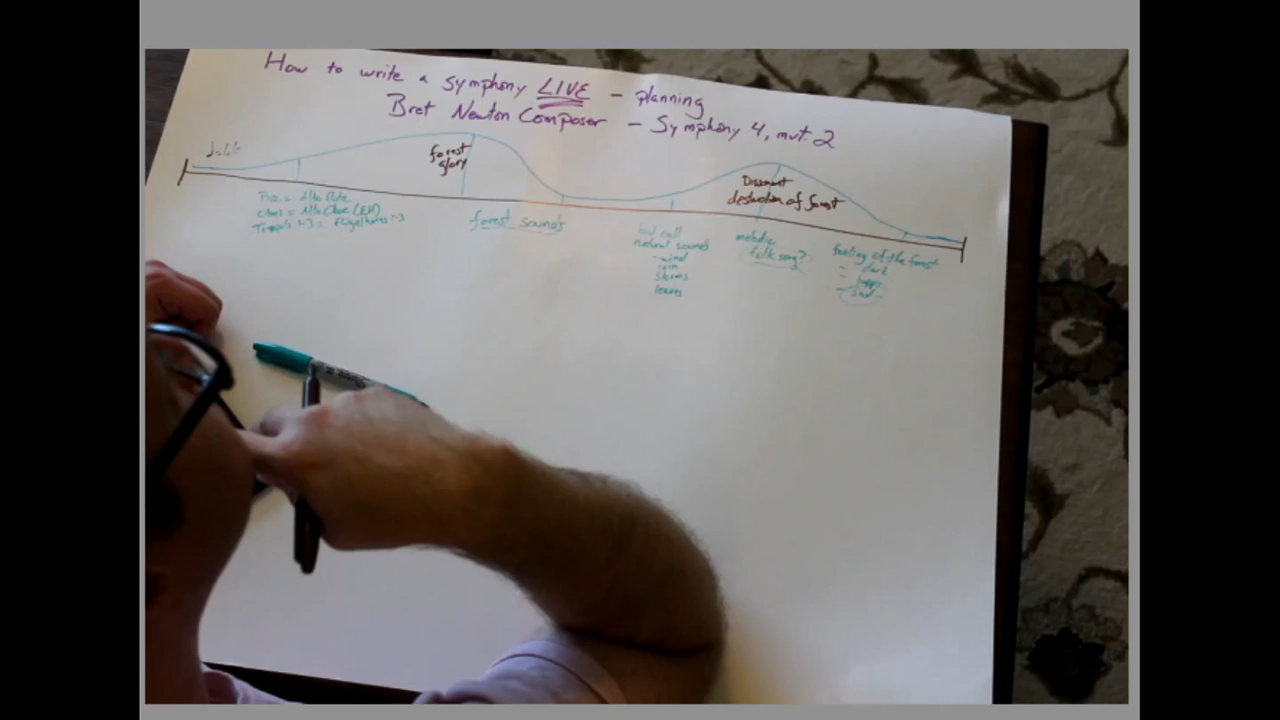 How to write a symphony LIVE - planning
Bret Newton Composer - Symphony 4, mvt. 2
forest
glory
Dissonant
destruction of forest
Picc = Alto Flute
Oboe 2 = Alto Oboe (EH)
Trumpets 1-3 = Flugelhorns 1-3
forest sounds
bird call
natural sounds
- wind
rain
storms
leaves
melodic
folk song?
feeling of the forest
- dark
- happy
- sad -